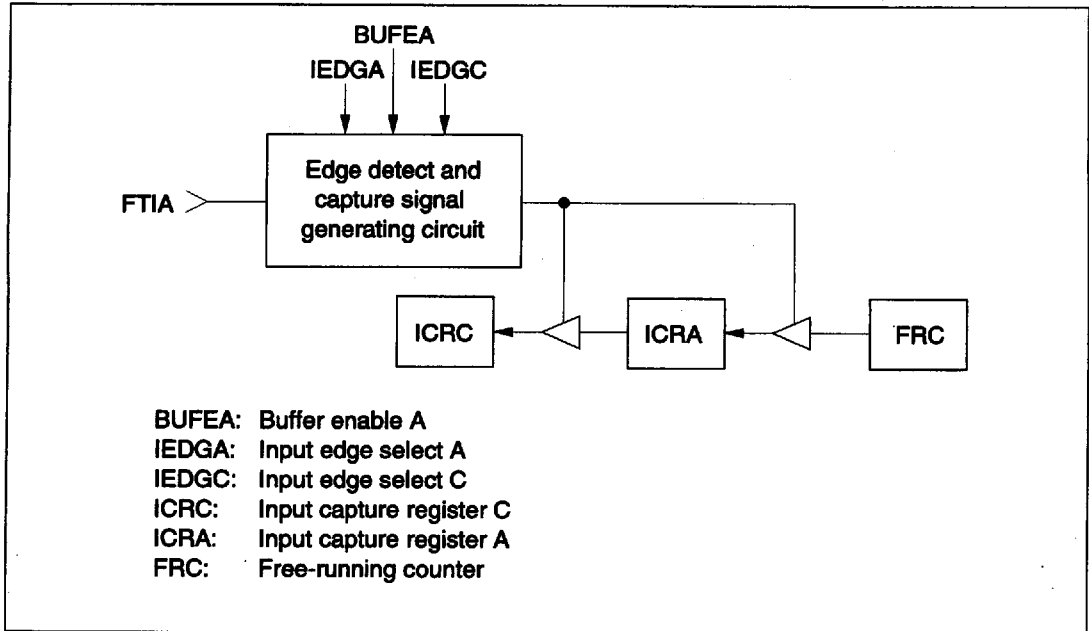 BUFEA
IEDGA IEDGC
Edge detect and
capture signal
generating circuit
FTIA
ICRC
ICRA
FRC
BUFEA: Buffer enable A
IEDGA: Input edge select A
IEDGC: Input edge select C
ICRC: Input capture register C
ICRA: Input capture register A
FRC: Free-running counter